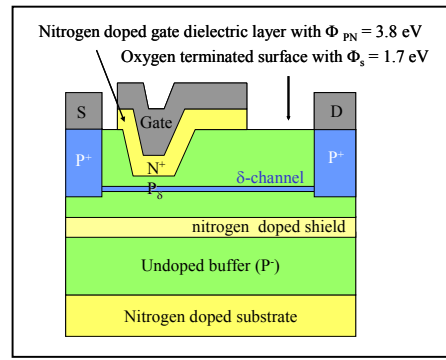 Nitrogen doped gate dielectric layer with Φ PN = 3.8 eV
Oxygen terminated surface with Φs = 1.7 eV
S
Gate
D
P+
P+
N+
Pδ
δ-channel
nitrogen doped shield
Undoped buffer (P-)
Nitrogen doped substrate